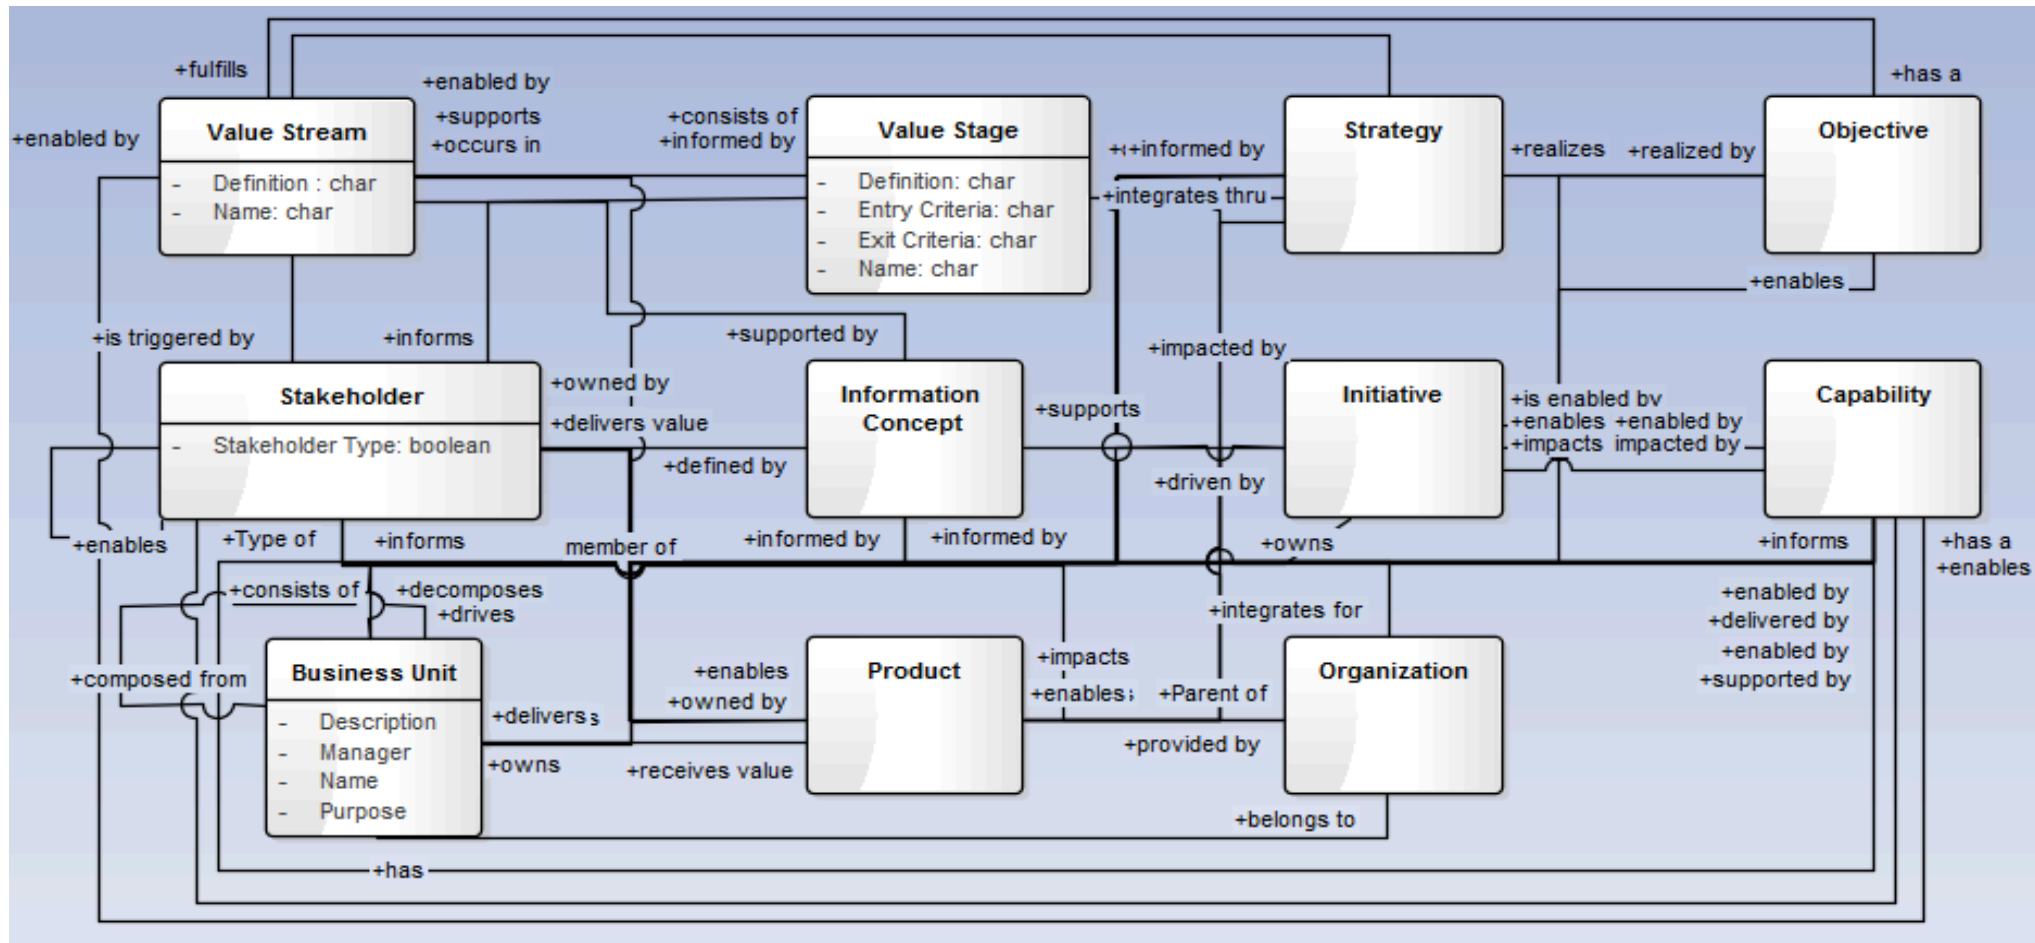 +fulfills
+has a
+enabled by
+enabled by
+supports
+occurs in
+consists of
+informed by
Value Stream
- Definition : char
- Name: char
Value Stage
- Definition: char
- Entry Criteria: char
- Exit Criteria: char
- Name: char
+informed by
+integrates thru
Strategy
+realizes
+realized by
Objective
+enables
+is triggered by
+informs
+supported by
+impacted by
Stakeholder
- Stakeholder Type: boolean
+owned by
+delivers value
+defined by
Information
Concept
+supports
+driven by
Initiative
+is enabled by
+enables +enabled by
+impacts impacted by
Capability
+enables
+Type of
+informs
member of
+informed by
+informed by
+owns
+informs
+has a
+enables
+consists of
+decomposes
+drives
+integrates for
+enabled by
+delivered by
+enabled by
+supported by
+composed from
Business Unit
- Description
- Manager
- Name
- Purpose
+delivers
+owns
+enables
+owned by
+receives value
Product
+impacts
+enables
+Parent of
+provided by
Organization
+belongs to
+has